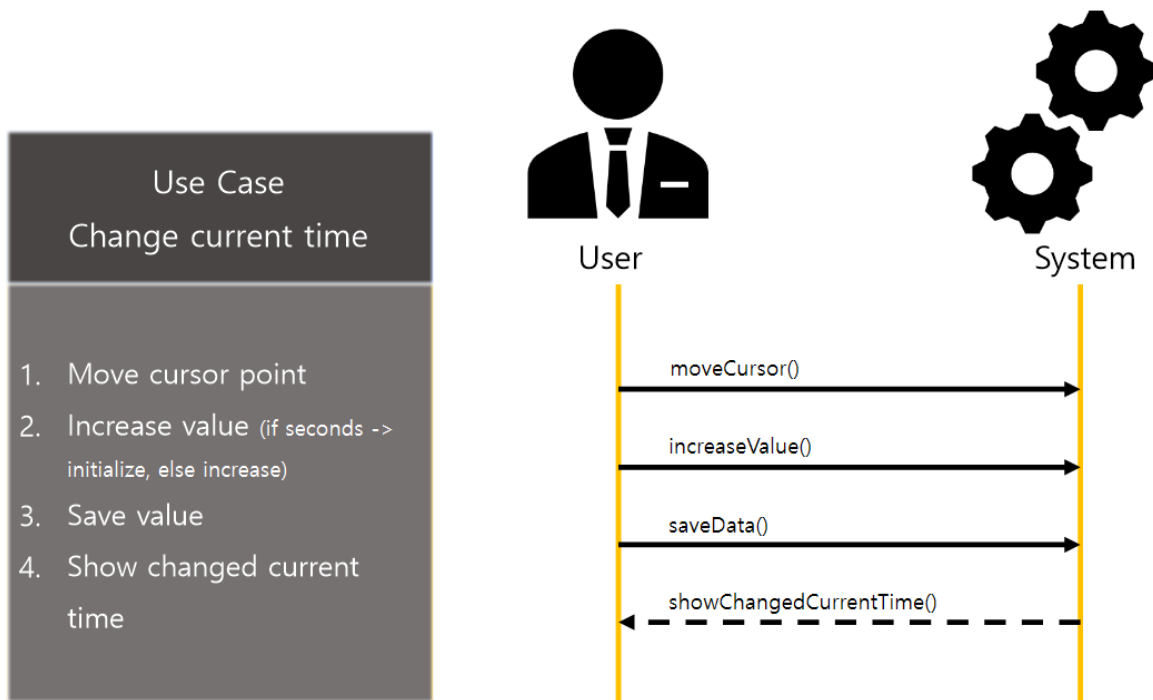 Use Case
Change current time
1. Move cursor point
2. Increase value (if seconds ->
initialize, else increase)
3. Save value
4. Show changed current
time
User
System
moveCursor()
increaseValue()
saveData()
showChangedCurrentTime()